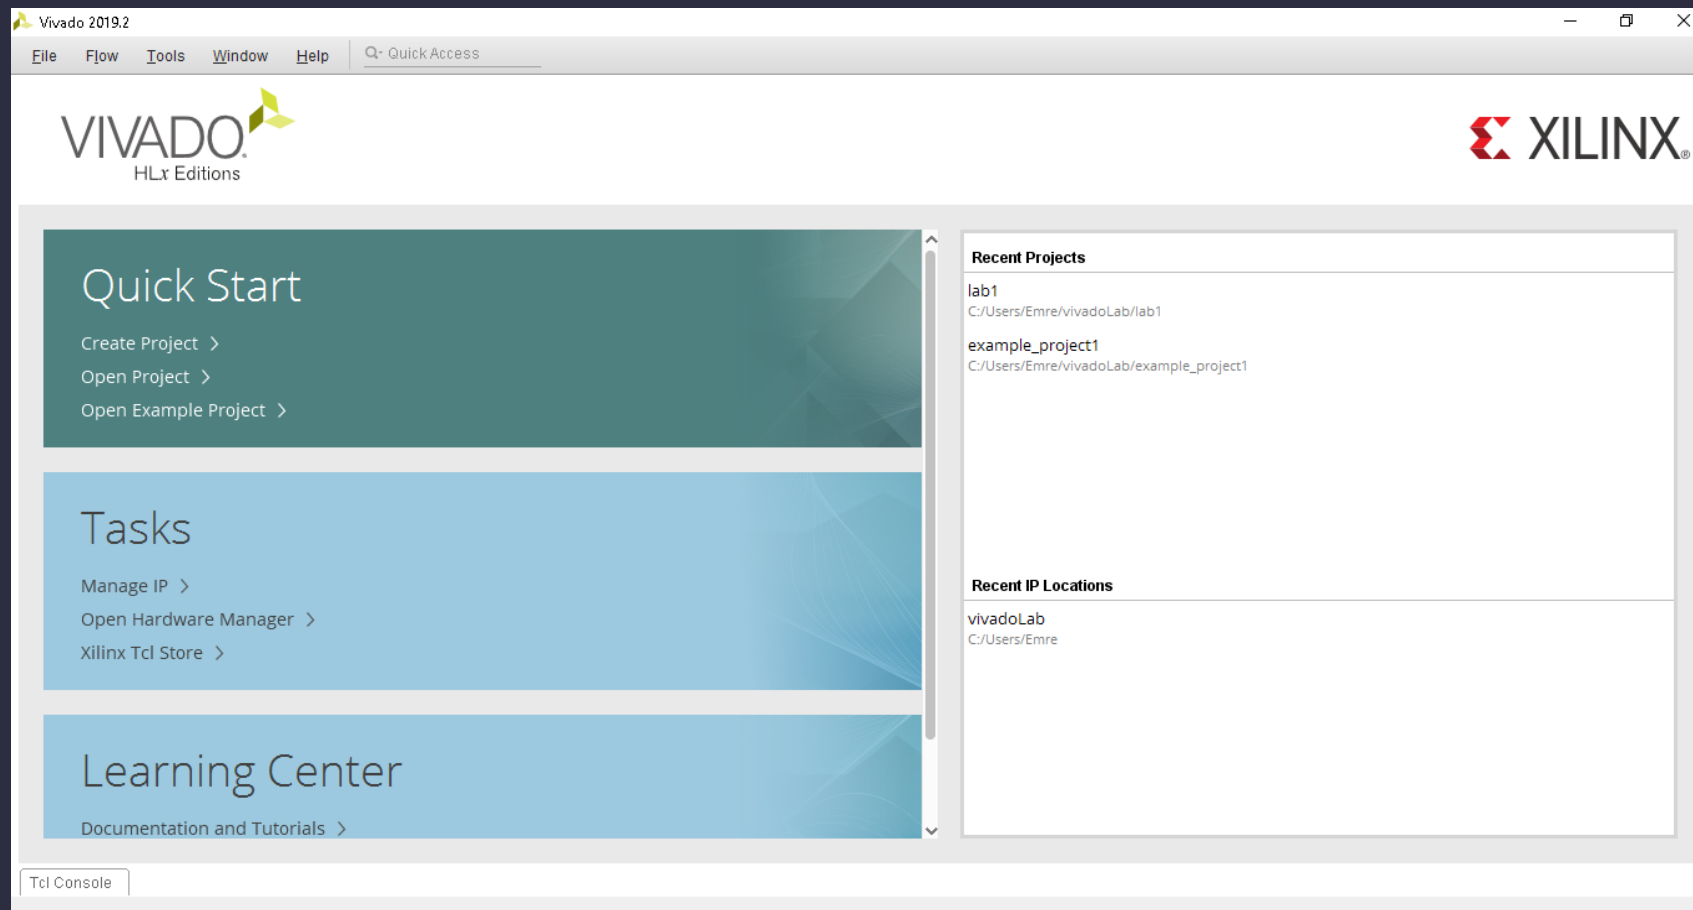 Vivado 2019.2
File Flow Tools Window Help Quick Access
VIVADO.
HLx Editions
XILINX®
Quick Start
Create Project >
Open Project >
Open Example Project >
Tasks
Manage IP >
Open Hardware Manager >
Xilinx Tcl Store >
Learning Center
Documentation and Tutorials >
Recent Projects
lab1
C:/Users/Emre/vivadoLab/lab1
example_project1
C:/Users/Emre/vivadoLab/example_project1
Recent IP Locations
vivadoLab
C:/Users/Emre
Tcl Console